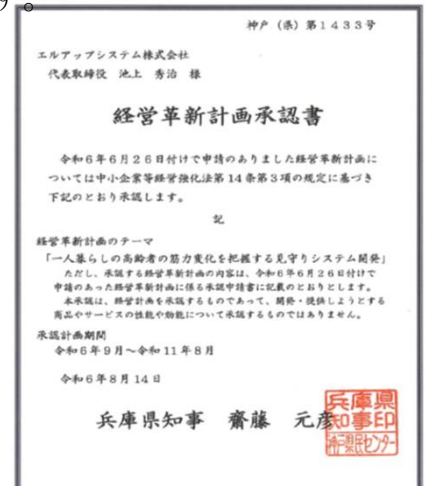 す。
神戸（県）第1433号
エルアップシステム株式会社
代表取締役 池上 秀治 様
経営革新計画承認書
令和6年6月26日付けで申請のありました経営革新計画に
ついては中小企業等経営強化法第14条第3項の規定に基づき
下記のとおり承認します。
記
経営革新計画のテーマ
「一人暮らしの高齢者の筋力変化を把握する見守りシステム開発」
ただし、承認する経営革新計画の内容は、令和6年6月26日付けで
申請のあった経営革新計画に係る承認申請書に記載のとおりとします。
本承認は、経営計画を承認するものであって、開発・提供しようとする
商品やサービスの性能や効能について承認するものではありません。
承認計画期間
令和6年9月～令和11年8月
令和6年8月14日
兵庫県知事 齋藤 元彦
兵庫県
知事印
神戸県民センター